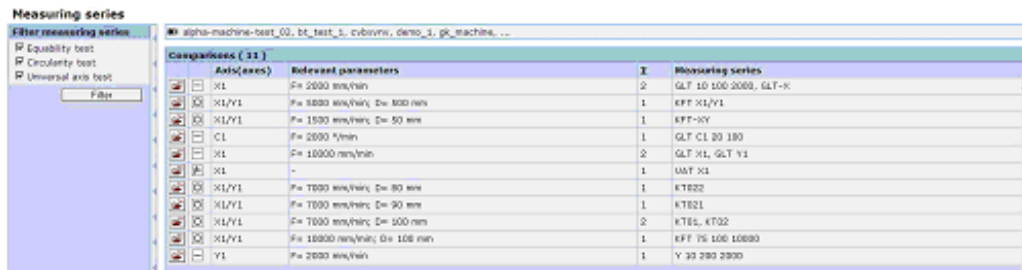 Measuring series
Filter measuring series
Equability test
Circularity test
Universal axis test
Filter
alpha-machine-test_02, bt_test_1, cvbxvnv, demo_1, gk_machine, ...
Comparisons ( 11 )
Axis(axes) Relevant parameters Σ Measuring series
X1 F= 2000 mm/min 2 GLT 10 100 2000, GLT-X
X1/Y1 F= 5000 mm/min; D= 500 mm 1 KFT X1/Y1
X1/Y1 F= 1500 mm/min; D= 50 mm 1 KFT-XY
C1 F= 2000 °/min 1 GLT C1 20 100
X1 F= 10000 mm/min 2 GLT X1, GLT Y1
X1 - 1 UAT X1
X1/Y1 F= 7000 mm/min; D= 80 mm 1 KT022
X1/Y1 F= 7000 mm/min; D= 90 mm 1 KT021
X1/Y1 F= 7000 mm/min; D= 100 mm 2 KT01, KT02
X1/Y1 F= 10000 mm/min; D= 100 mm 1 KFT 75 100 10000
Y1 F= 2000 mm/min 1 Y 10 200 2000